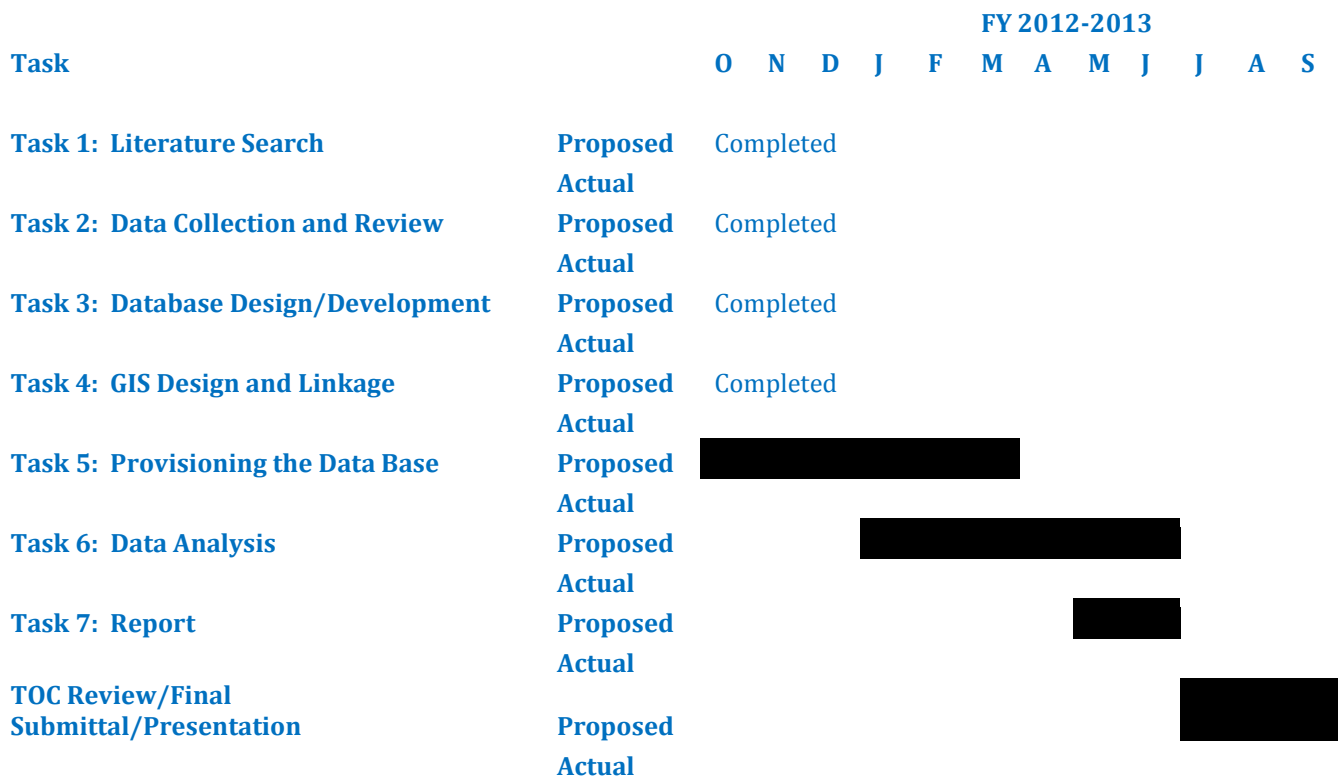 FY 2012-2013
Task O N D J F M A M J J A S
Task 1: Literature Search Proposed Completed
Actual
Task 2: Data Collection and Review Proposed Completed
Actual
Task 3: Database Design/Development Proposed Completed
Actual
Task 4: GIS Design and Linkage Proposed Completed
Actual
Task 5: Provisioning the Data Base Proposed
Actual
Task 6: Data Analysis Proposed
Actual
Task 7: Report Proposed
Actual
TOC Review/Final
Submittal/Presentation Proposed
Actual